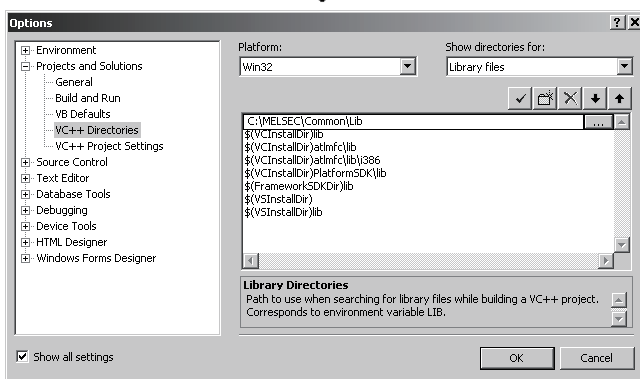 Options
Environment
Projects and Solutions
General
Build and Run
VB Defaults
VC++ Directories
VC++ Project Settings
Source Control
Text Editor
Database Tools
Debugging
Device Tools
HTML Designer
Windows Forms Designer
Show all settings
Platform:
Win32
Show directories for:
Library files
C:\MELSEC\Common\Lib
...
$(VCInstallDir)lib
$(VCInstallDir)atlmfc\lib
$(VCInstallDir)atlmfc\lib\i386
$(VCInstallDir)PlatformSDK\lib
$(FrameworkSDKDir)lib
$(VSInstallDir)
$(VSInstallDir)lib
Library Directories
Path to use when searching for library files while building a VC++ project.
Corresponds to environment variable LIB.
OK
Cancel